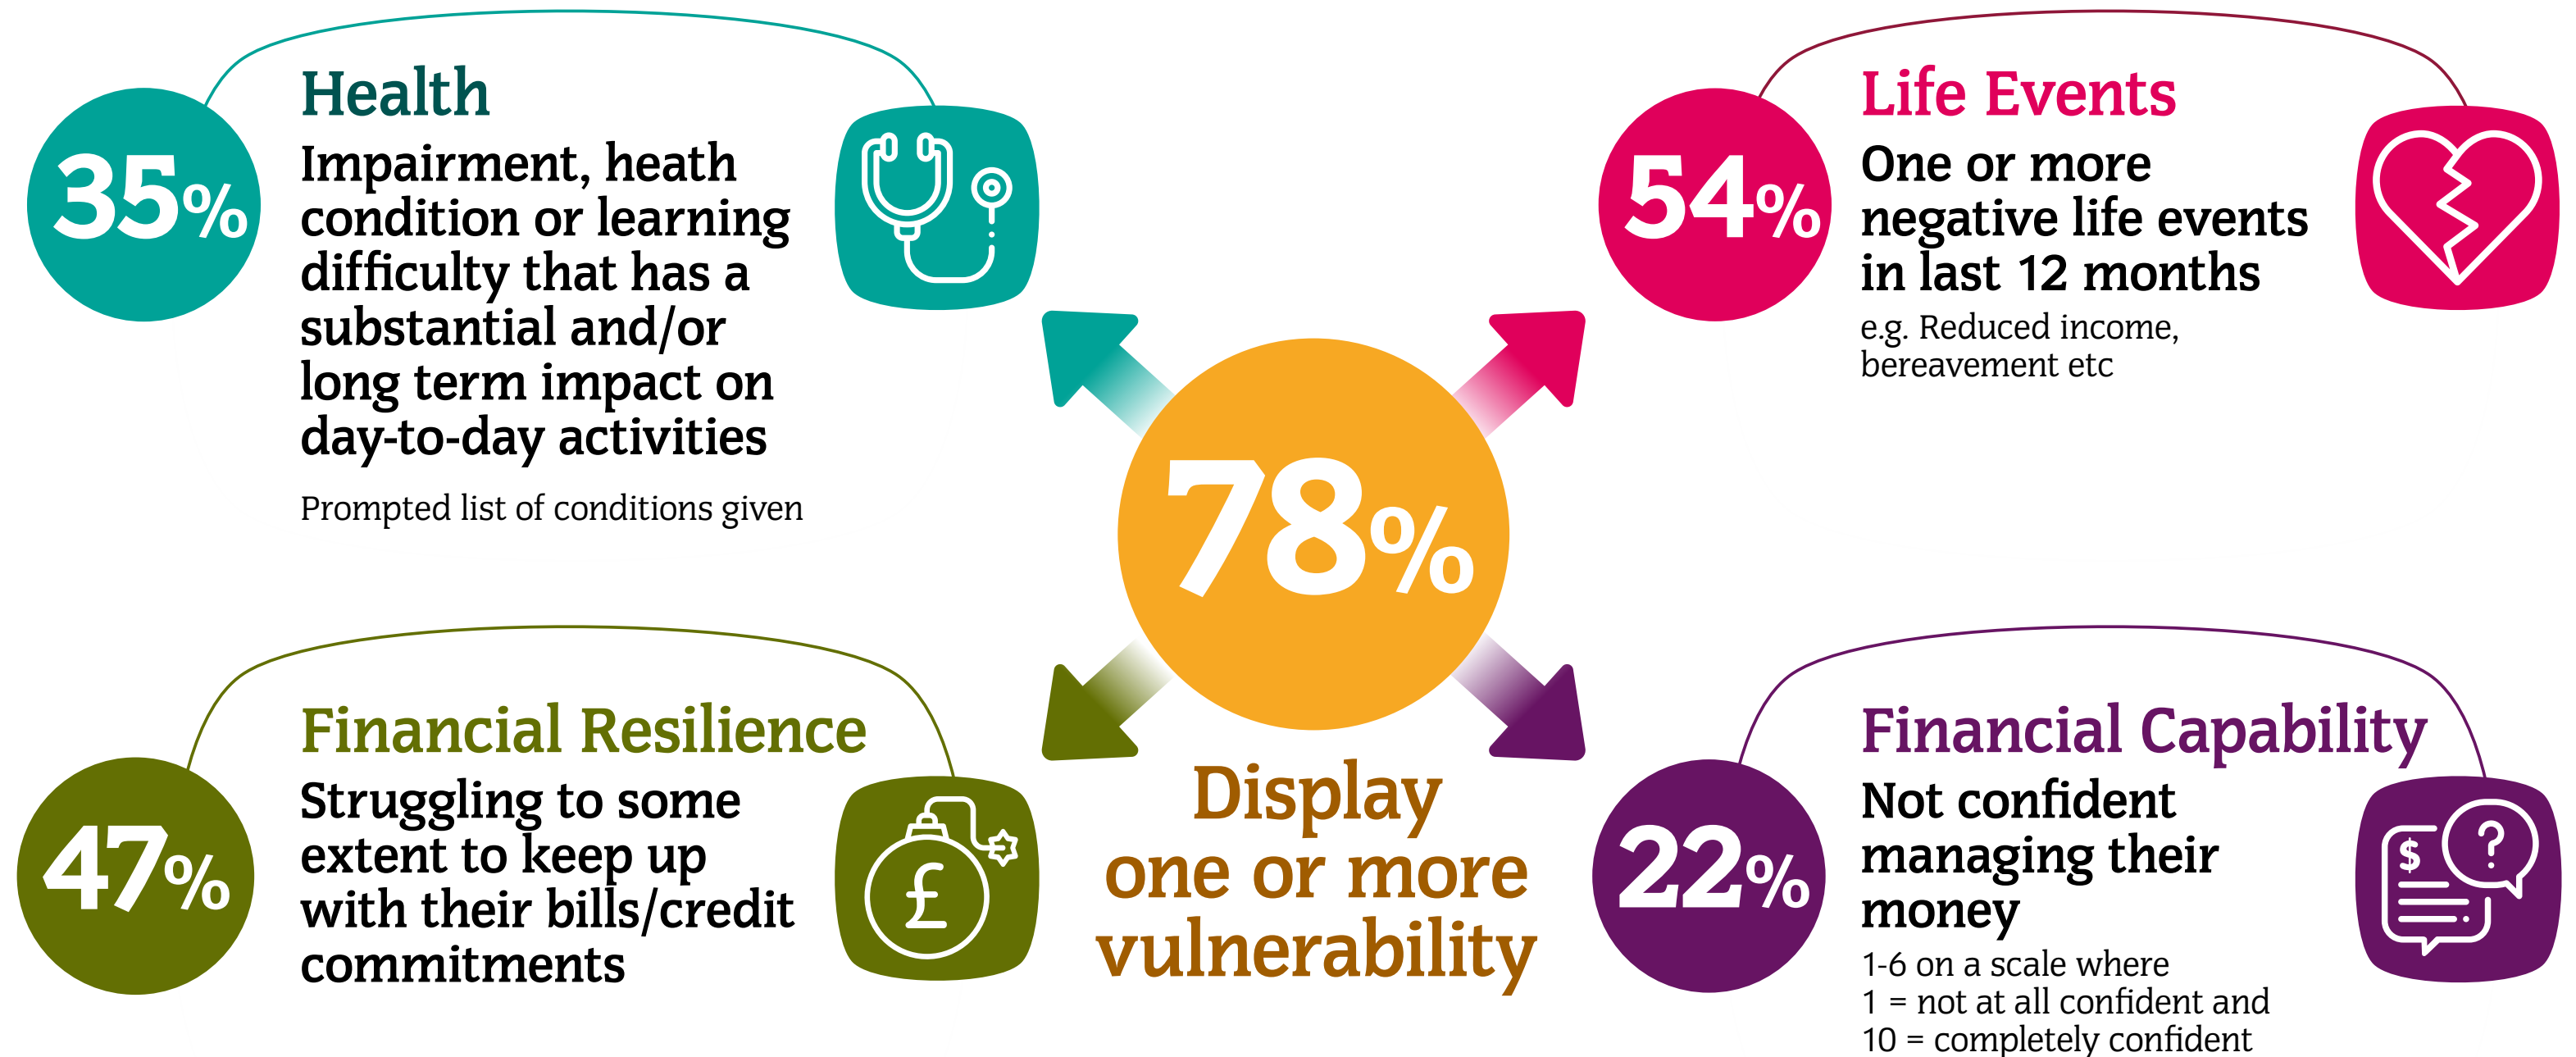 35%
Health
Impairment, heath
condition or learning
difficulty that has a
substantial and/or
long term impact on
day-to-day activities
Prompted list of conditions given
54%
Life Events
One or more
negative life events
in last 12 months
e.g. Reduced income,
bereavement etc
78%
Display
one or more
vulnerability
47%
Financial Resilience
Struggling to some
extent to keep up
with their bills/credit
commitments
£
22%
Financial Capability
Not confident
managing their
money
1-6 on a scale where
1 = not at all confident and
10 = completely confident
$ ?